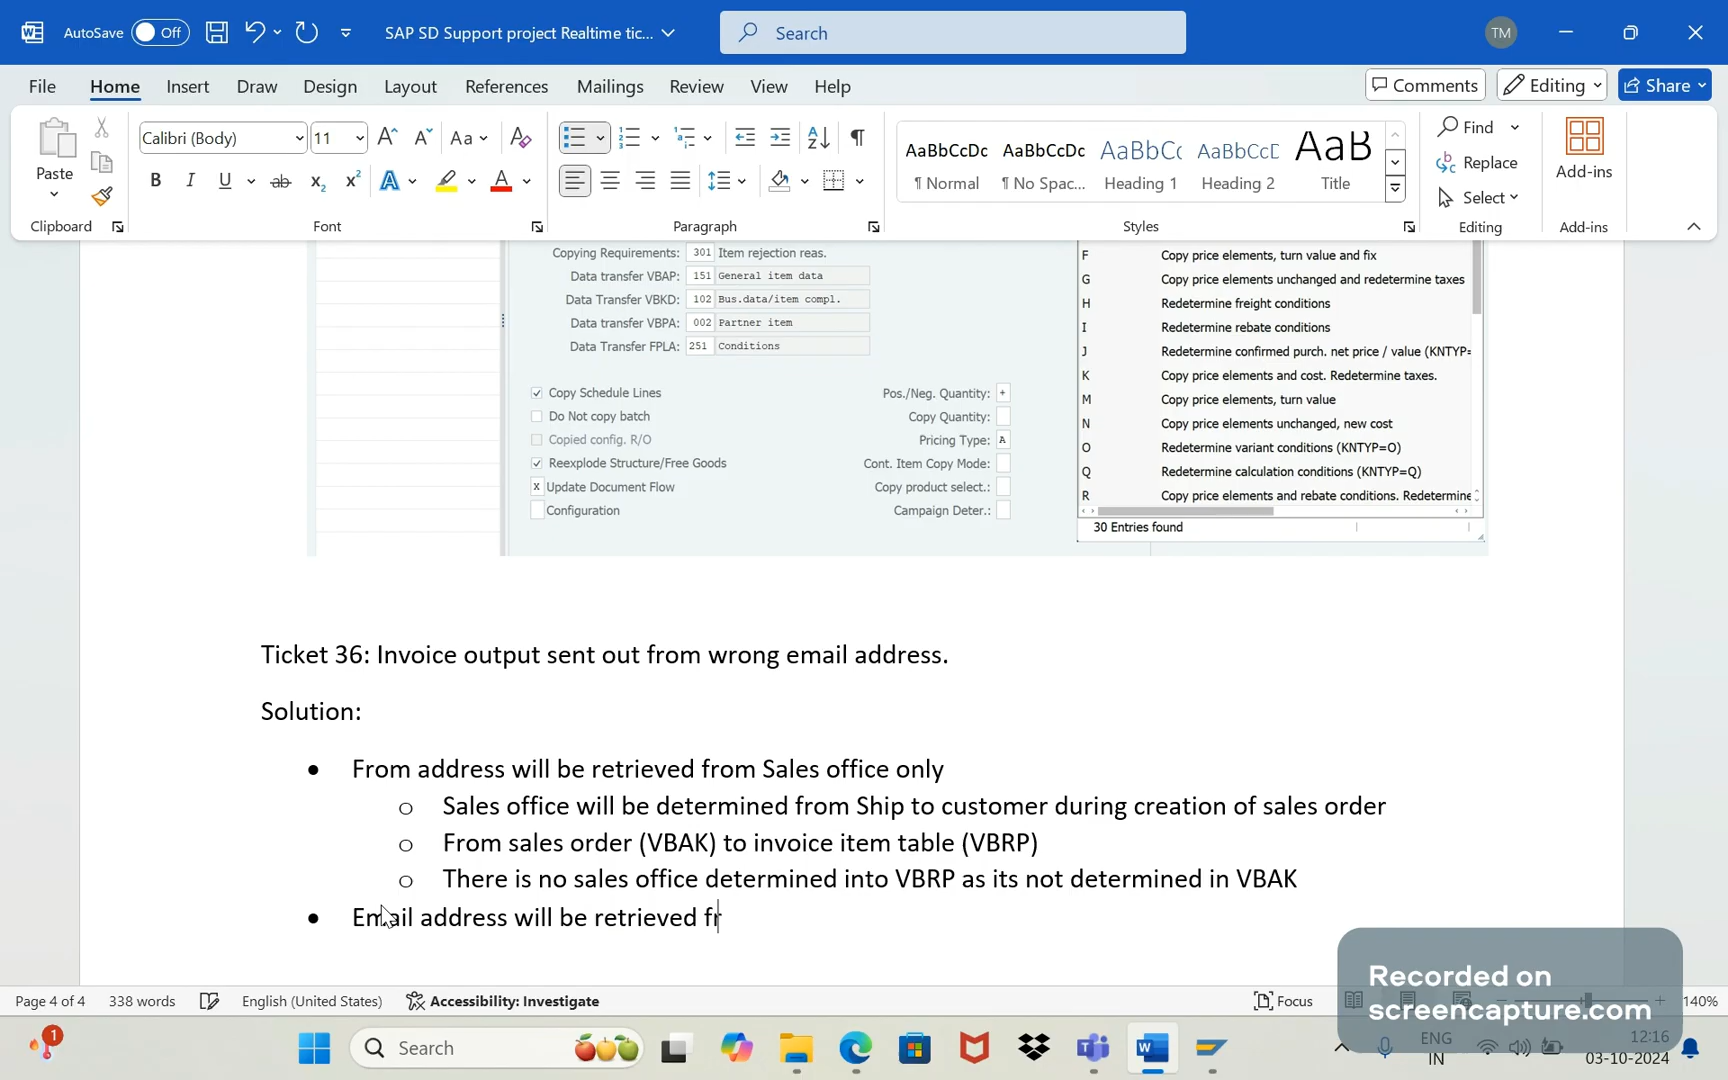 AutoSave Off SAP SD Support project Realtime tic... Search TM
File Home Insert Draw Design Layout References Mailings Review View Help Comments Editing Share
Paste
Calibri (Body) 11 Aa
AaBbCcDc AaBbCcDc AaBbCc AaBbCcD AaB
¶ Normal ¶ No Spac... Heading 1 Heading 2 Title
Find
Replace
Select
Add-ins
Clipboard Font Paragraph Styles Editing Add-ins
Copying Requirements: 301 Item rejection reas.
Data transfer VBAP: 151 General item data
Data Transfer VBKD: 102 Bus.data/item compl.
Data transfer VBPA: 002 Partner item
Data Transfer FPLA: 251 Conditions
Copy Schedule Lines
Do Not copy batch
Copied config. R/O
Reexplode Structure/Free Goods
X Update Document Flow
Configuration
Pos./Neg. Quantity: +
Copy Quantity:
Pricing Type: A
Cont. Item Copy Mode:
Copy product select.:
Campaign Deter.:
F Copy price elements, turn value and fix
G Copy price elements unchanged and redetermine taxes
H Redetermine freight conditions
I Redetermine rebate conditions
J Redetermine confirmed purch. net price / value (KNTYP=
K Copy price elements and cost. Redetermine taxes.
M Copy price elements, turn value
N Copy price elements unchanged, new cost
O Redetermine variant conditions (KNTYP=O)
Q Redetermine calculation conditions (KNTYP=Q)
R Copy price elements and rebate conditions. Redetermine
30 Entries found
Ticket 36: Invoice output sent out from wrong email address.
Solution:
• From address will be retrieved from Sales office only
o Sales office will be determined from Ship to customer during creation of sales order
o From sales order (VBAK) to invoice item table (VBRP)
o There is no sales office determined into VBRP as its not determined in VBAK
• Email address will be retrieved fr
Recorded on
screencapture.com
Page 4 of 4 338 words English (United States) Accessibility: Investigate Focus 140%
1 Search ENG
IN
12:16
03-10-2024